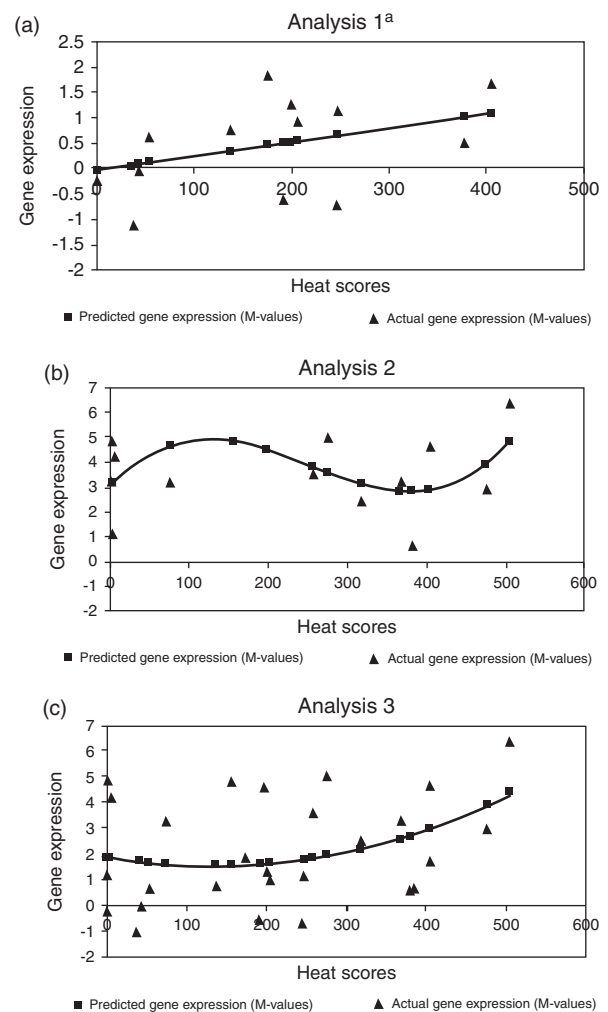 (a)
Analysis 1a
2.5
2
1.5
1
0.5
0
-0.5
-1
-1.5
-2
0 100 200 300 400 500
Gene expression
Heat scores
Predicted gene expression (M-values) Actual gene expression (M-values)
(b)
Analysis 2
7
6
5
4
3
2
1
0
-1
-2
0 100 200 300 400 500 600
Gene expression
Heat scores
Predicted gene expression (M-values) Actual gene expression (M-values)
(c)
Analysis 3
7
6
5
4
3
2
1
0
-1
-2
0 100 200 300 400 500 600
Gene expression
Heat scores
Predicted gene expression (M-values) Actual gene expression (M-values)